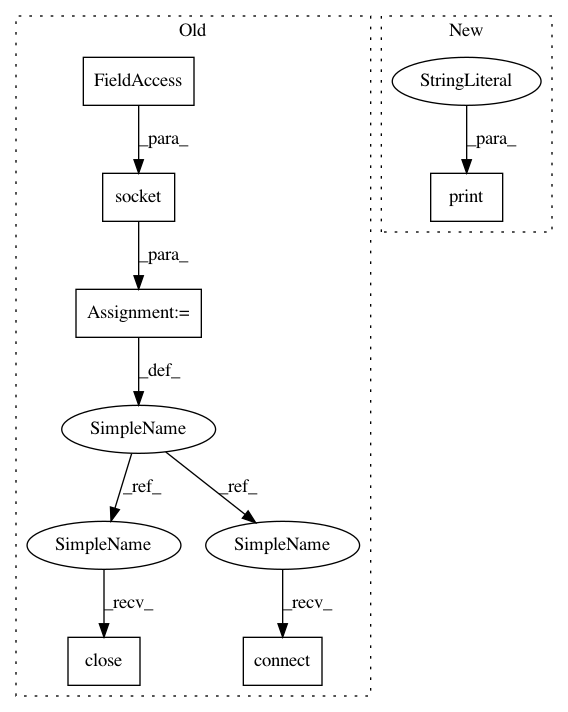 Old
New
FieldAccess
StringLiteral
_para_
_para_
socket
print
_para_
Assignment:=
_def_
SimpleName
_ref_
_ref_
SimpleName
SimpleName
_recv_
_recv_
close
connect